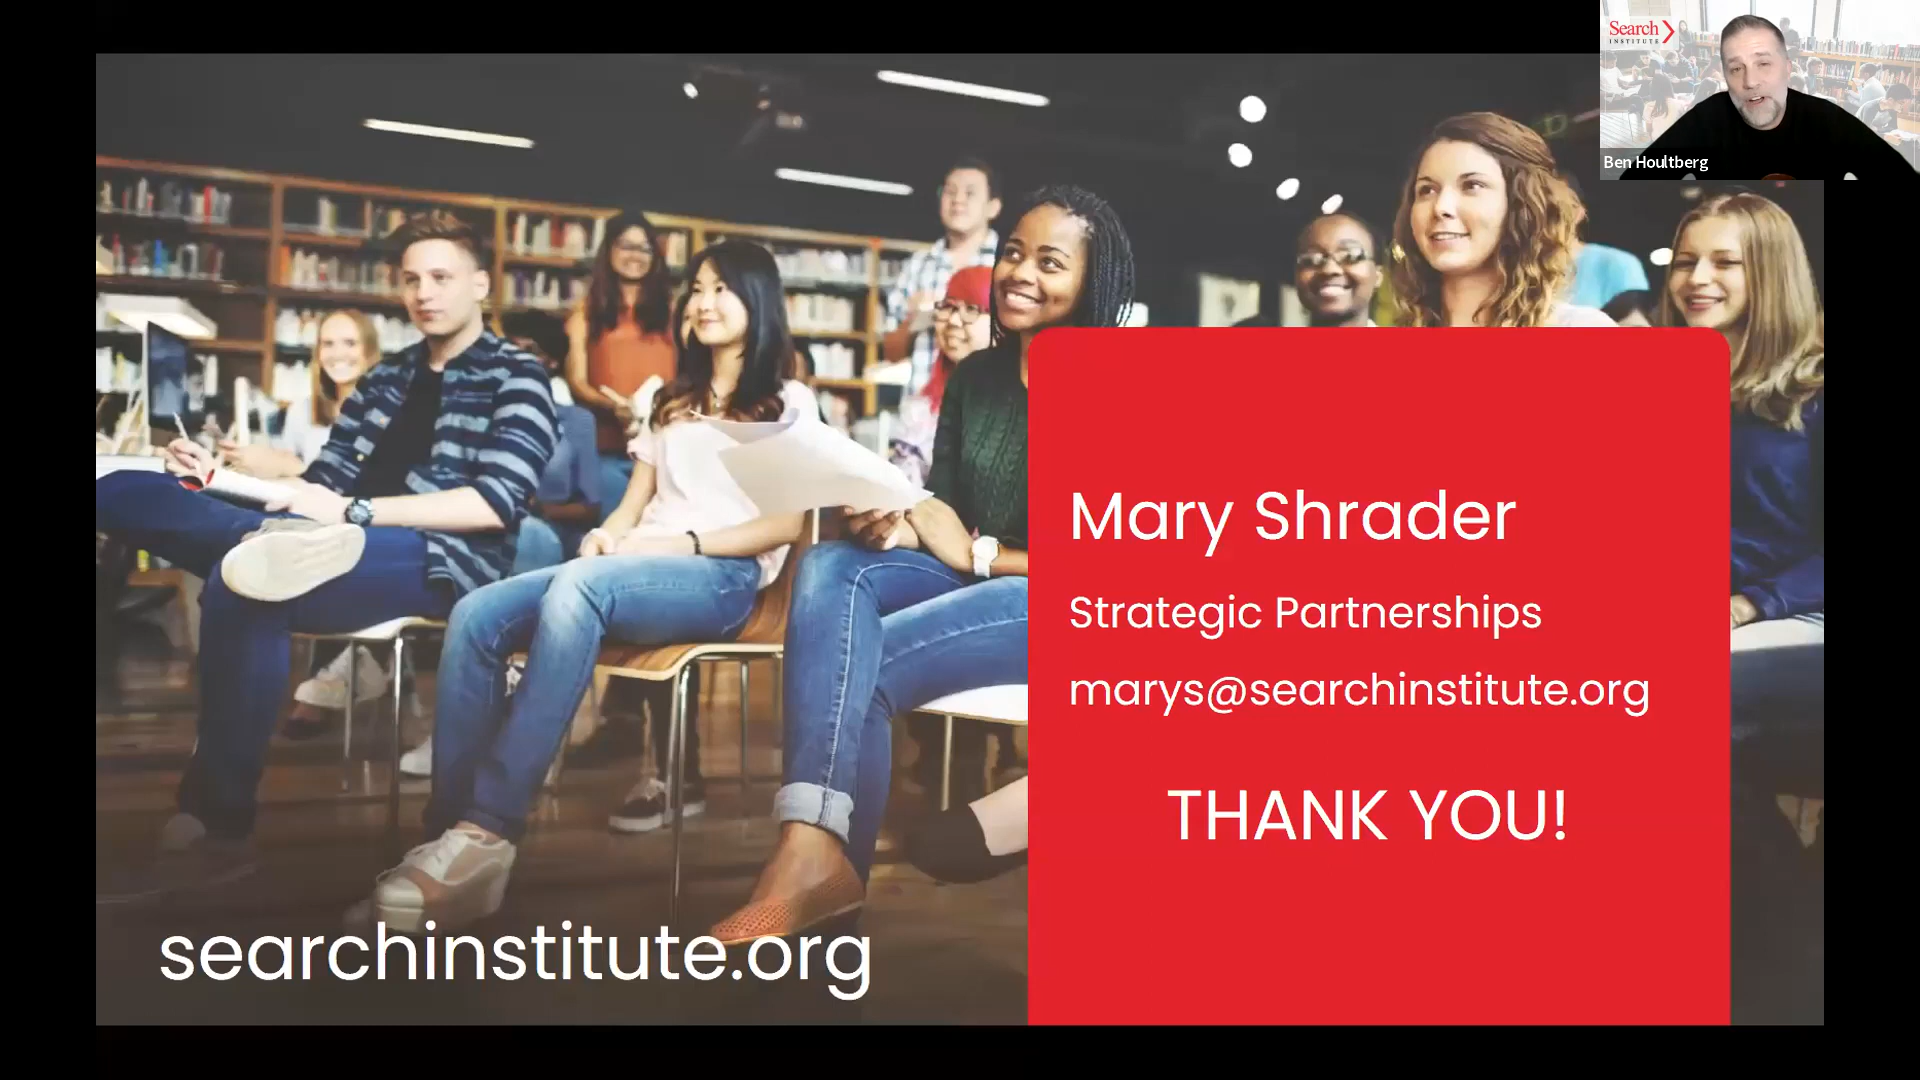 Search
INSTITUTE
Ben Houltberg
Mary Shrader
Strategic Partnerships
marys@searchinstitute.org
THANK YOU!
searchinstitute.org